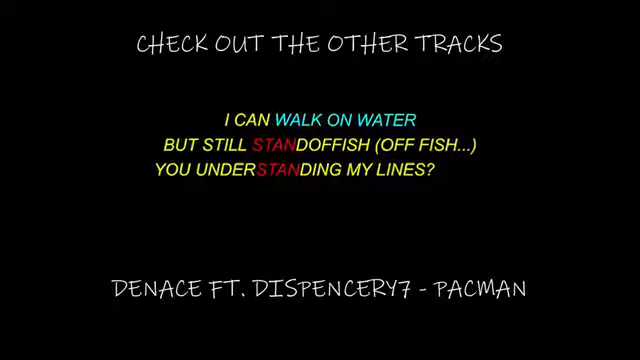 CHECK OUT THE OTHER TRACKS
I CAN WALK ON WATER
BUT STILL STANDOFFISH (OFF FISH...)
YOU UNDERSTANDING MY LINES?
DENACE FT. DISPENCERY7 - PACMAN